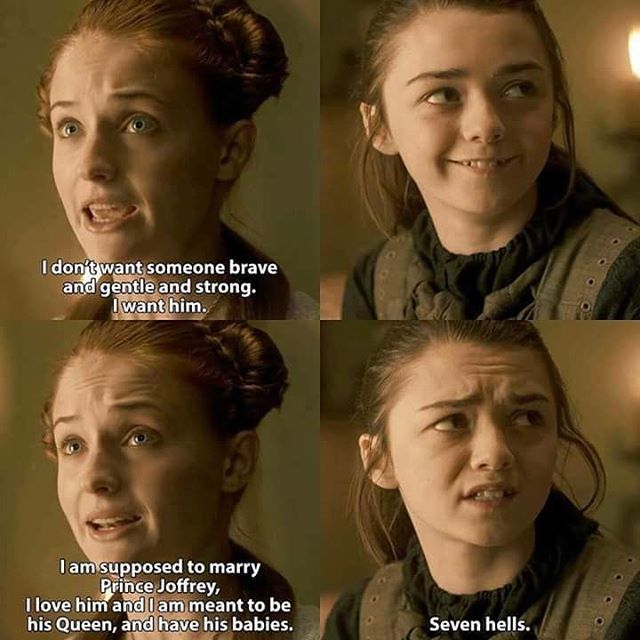 I don't want someone brave
and gentle and strong.
I want him.
I am supposed to marry
Prince Joffrey,
I love him and I am meant to be
his Queen, and have his babies.
Seven hells.